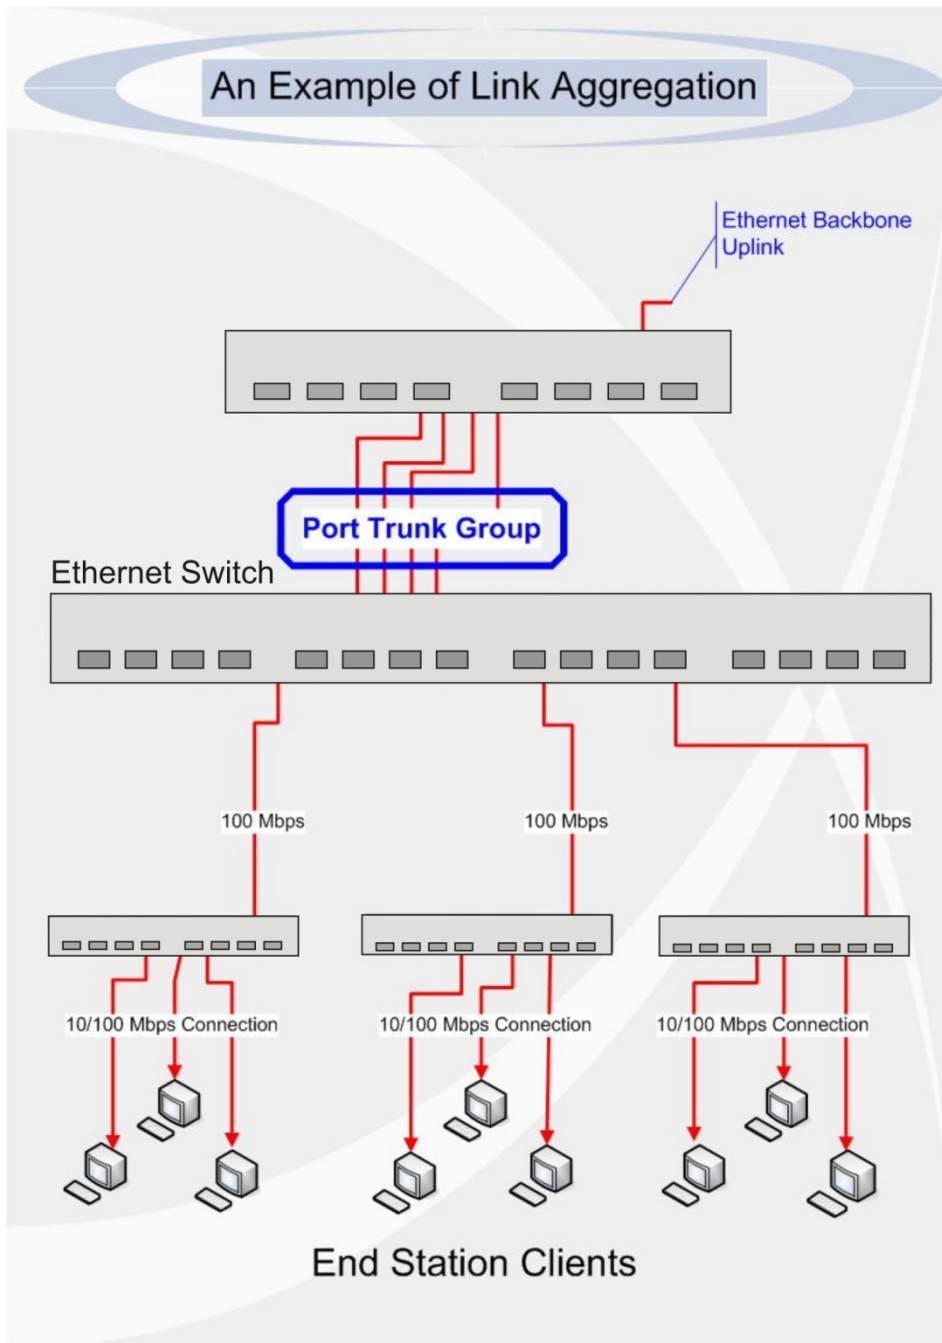 An Example of Link Aggregation
Ethernet Backbone
Uplink
Port Trunk Group
Ethernet Switch
100 Mbps
100 Mbps
100 Mbps
10/100 Mbps Connection
10/100 Mbps Connection
10/100 Mbps Connection
End Station Clients